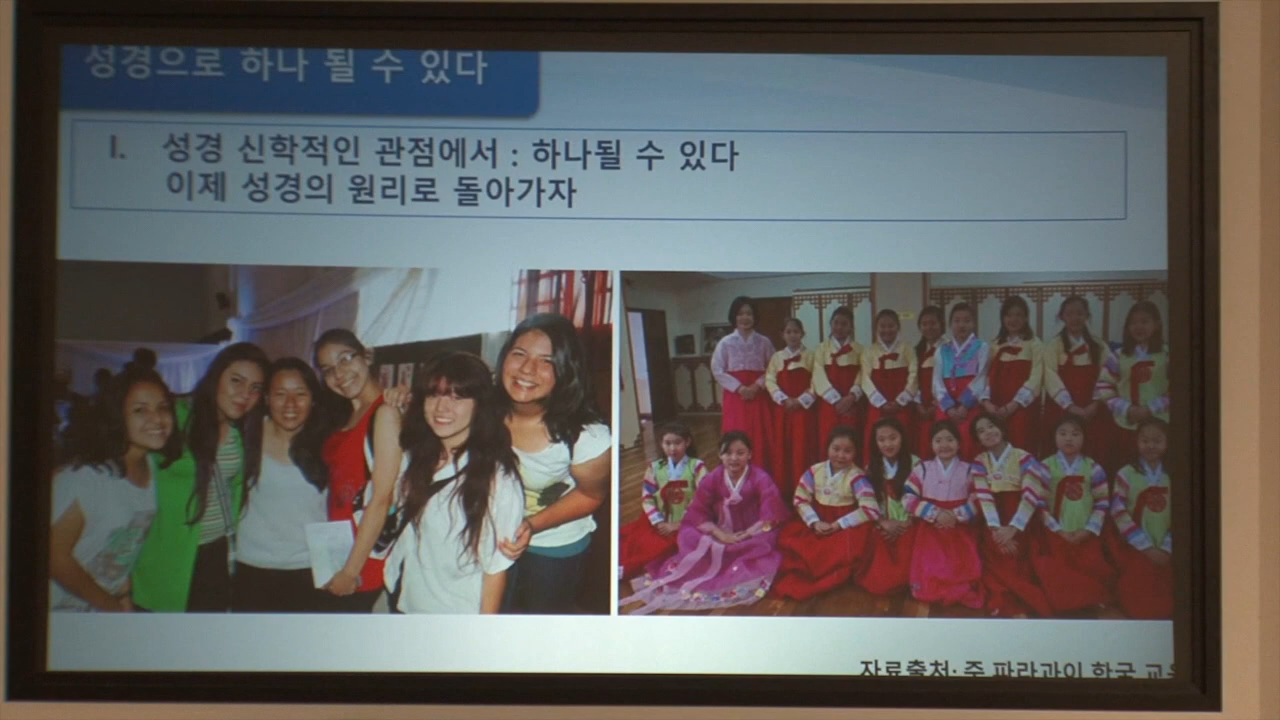 성경으로 하나 될 수 있다
I. 성경 신학적인 관점에서 : 하나될 수 있다
이제 성경의 원리로 돌아가자
자료출처: 주 파라과이 한국 교